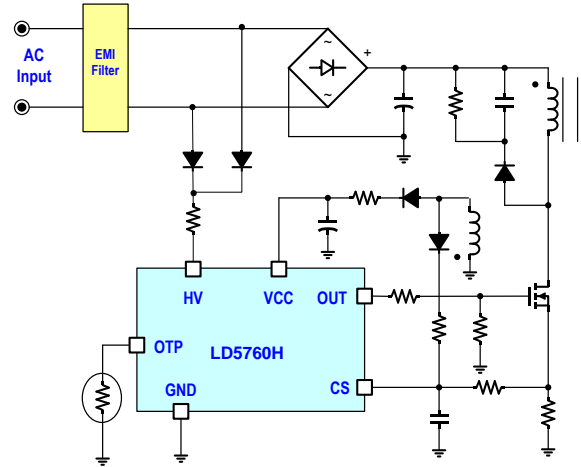 AC
Input
EMI
Filter
~
+
~
HV
VCC
OUT
OTP
LD5760H
GND
CS